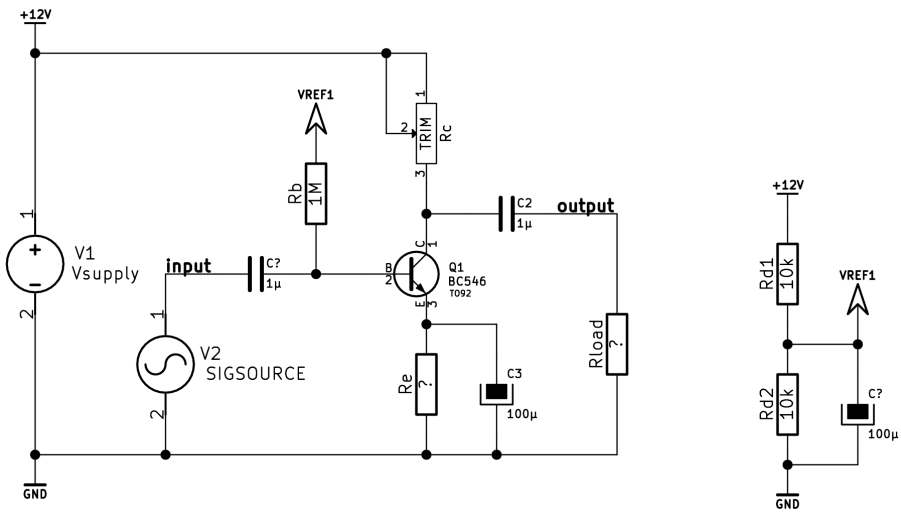 +12V
VREF1
1
2
TRIM
Rc
3
Rb
1M
+12V
C2
1µ
output
1
V1
Vsupply
2
input
C?
1µ
C
1
B
2
Q1
BC546
TO92
E
3
Rd1
10k
VREF1
1
V2
SIGSOURCE
2
Re
?
C3
100µ
Rload
?
Rd2
10k
C?
100µ
GND
GND